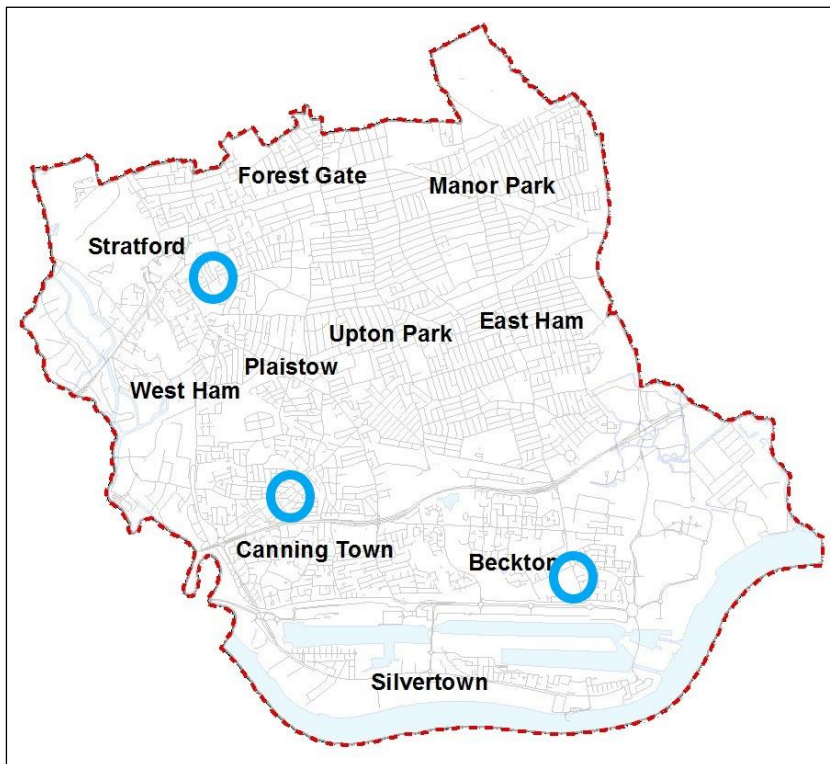 Forest Gate
Manor Park
Stratford
East Ham
Upton Park
Plaistow
West Ham
Canning Town
Beckton
Silvertown